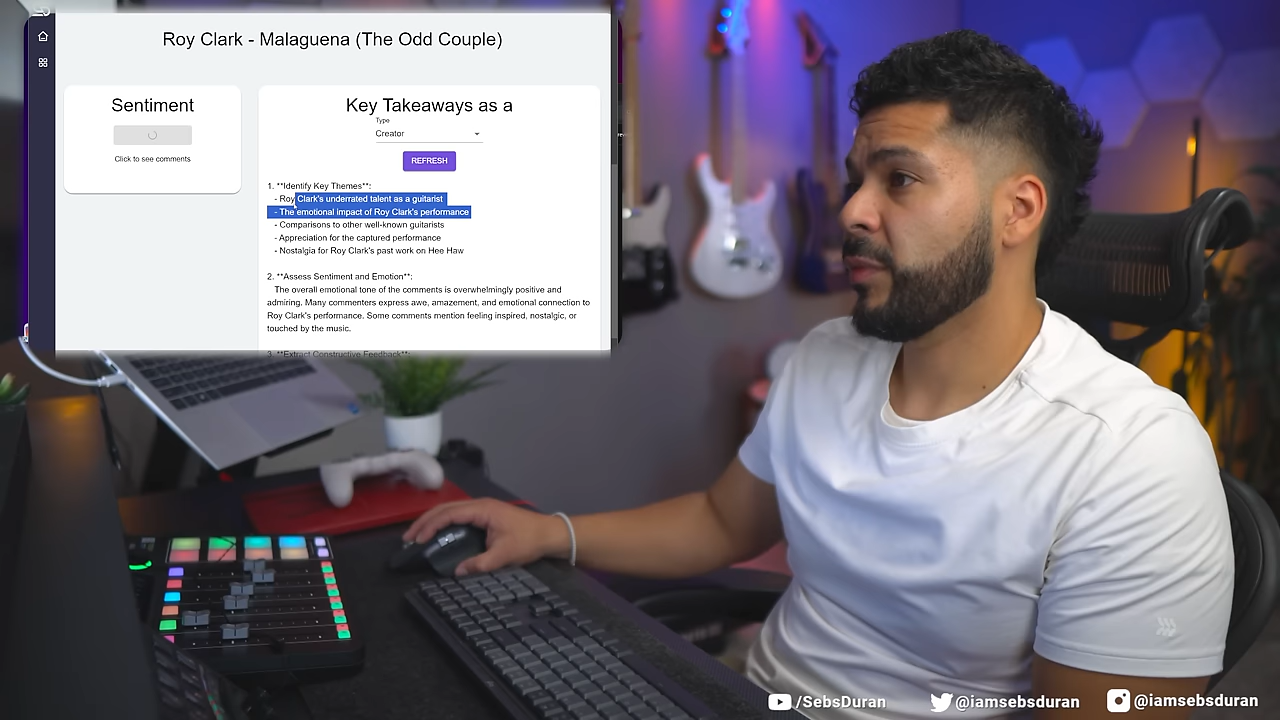 Roy Clark - Malaguena (The Odd Couple)
Sentiment
Click to see comments
Key Takeaways as a
Type
Creator
REFRESH
1. **Identify Key Themes**:
- Roy Clark's underrated talent as a guitarist
- The emotional impact of Roy Clark's performance
- Comparisons to other well-known guitarists
- Appreciation for the captured performance
- Nostalgia for Roy Clark's past work on Hee Haw
2. **Assess Sentiment and Emotion**:
The overall emotional tone of the comments is overwhelmingly positive and
admiring. Many commenters express awe, amazement, and emotional connection to
Roy Clark's performance. Some comments mention feeling inspired, nostalgic, or
touched by the music.
3. **Extract Constructive Feedback**:
/SebsDuran @iamsebsduran @iamsebsduran